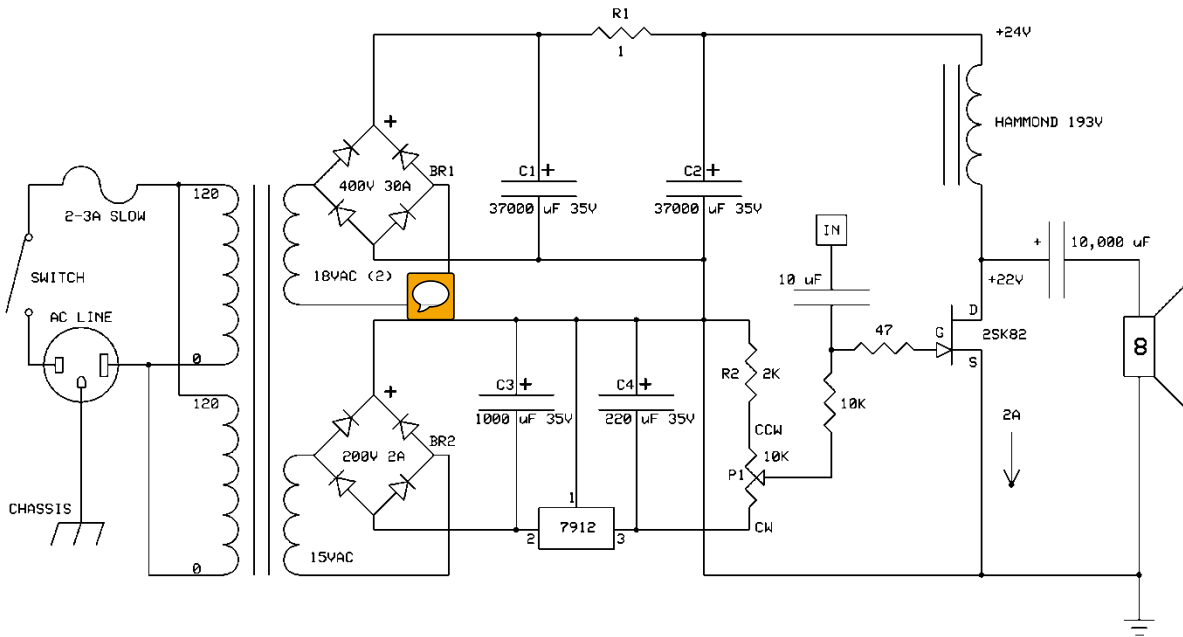 R1
1
+24V
HAMMOND 193V
+
BR1
400V 30A
C1 +
37000 uF 35V
C2 +
37000 uF 35V
120
2-3A SLOW
IN
+
10,000 uF
18VAC (2)
10 uF
+22V
SWITCH
AC LINE
D
47
G
2SK82
S
8
0
120
+
C3 +
1000 uF 35V
C4 +
220 uF 35V
R2
2K
10K
2A
CCW
BR2
200V 2A
10K
P1
1
CHASSIS
7912
2
3
CW
15VAC
0